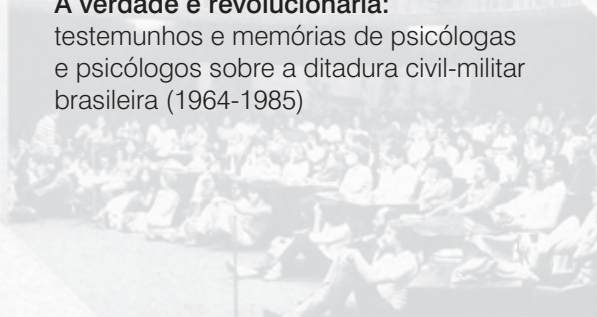 A verdade é revolucionária:
testemunhos e memórias de psicólogas
e psicólogos sobre a ditadura civil-militar
brasileira (1964-1985)